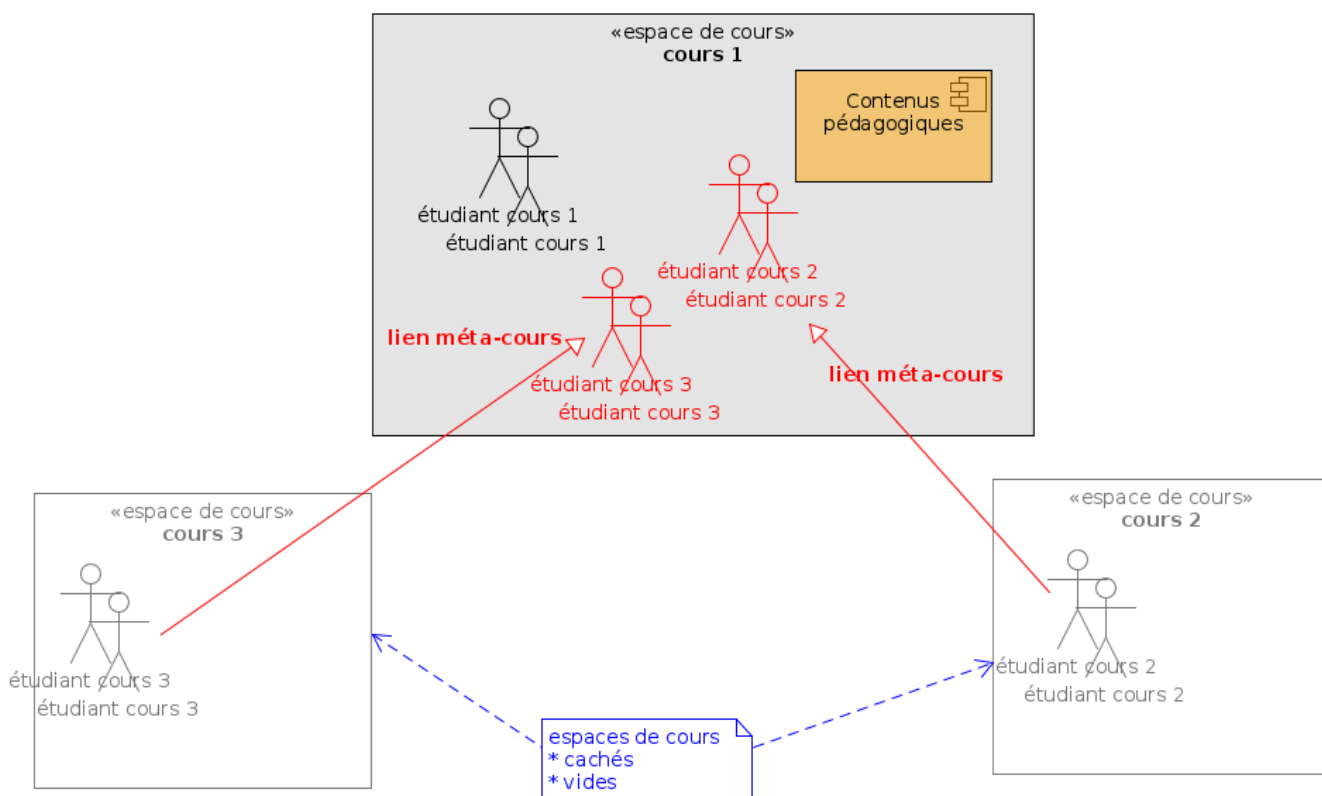 «espace de cours»
cours 1
Contenus
pédagogiques
étudiant cours 1
étudiant cours 1
étudiant cours 2
étudiant cours 2
lien méta-cours
étudiant cours 3
étudiant cours 3
lien méta-cours
«espace de cours»
cours 3
étudiant cours 3
étudiant cours 3
«espace de cours»
cours 2
étudiant cours 2
étudiant cours 2
espaces de cours
* cachés
* vides